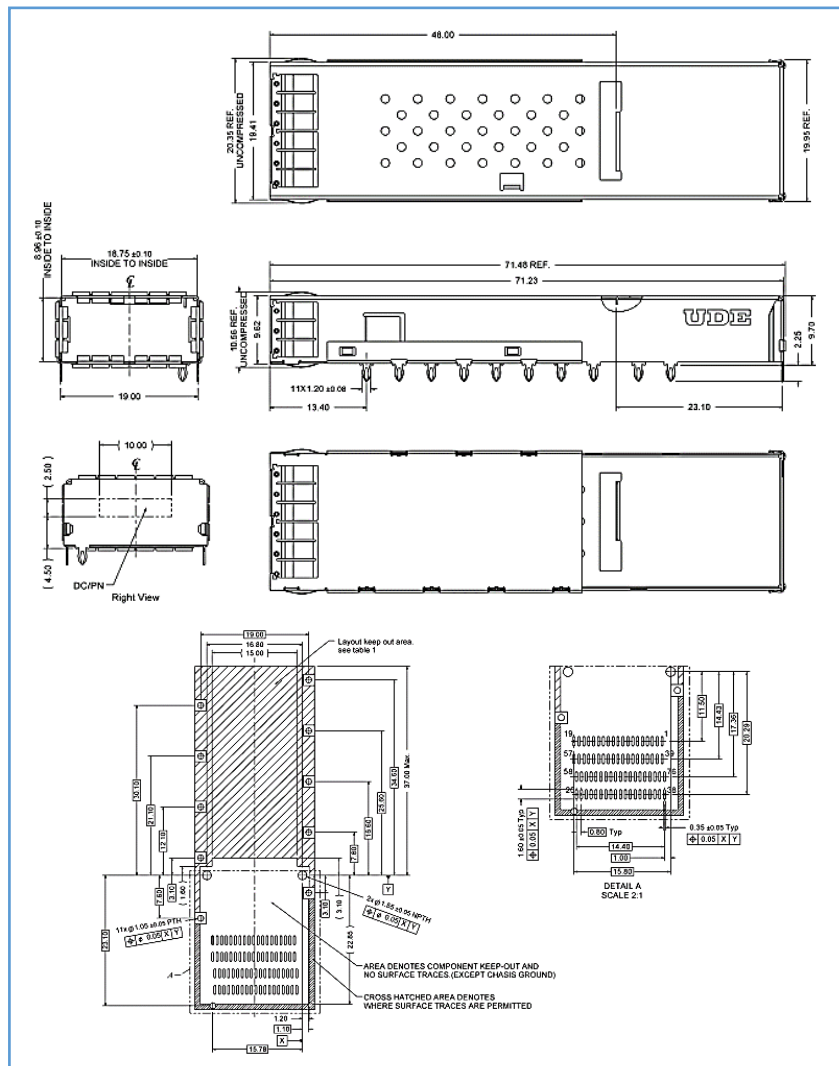 48.00
20.35 REF.
UNCOMPRESSED
19.41
19.95 REF.
18.75 ±0.10
INSIDE TO INSIDE
8.96 ±0.10
INSIDE TO INSIDE
19.00
71.48 REF.
71.23
10.56 REF.
UNCOMPRESSED
9.62
UDE
2.25
9.70
11X1.20 ±0.08
13.40
23.10
( 10.00 )
( 2.50 )
( 4.50 )
DC/PN
Right View
19.00
16.80
( 15.00 )
Layout keep out area.
see table 1
30.10
21.10
12.10
3.10
( 1.60 )
7.60
23.10
11x ø 1.05 ±0.05 PTH
ø 0.05 X Y
A
7.60
16.60
25.60
34.60
37.00 Max.
Y
3.10
( 3.10 )
( 22.85 )
2x ø 1.55 ±0.05 NPTH
ø 0.05 X Y
AREA DENOTES COMPONENT KEEP-OUT AND
NO SURFACE TRACES.(EXCEPT CHASIS GROUND)
CROSS HATCHED AREA DENOTES
WHERE SURFACE TRACES ARE PERMITTED
1.20
1.10
X
15.78
11.50
14.43
17.36
20.29
19 1
57 39
58 76
20 38
1.60 ±0.05 Typ
0.05 X Y
0.80 Typ
0.35 ±0.05 Typ
0.05 X Y
14.40
1.00
15.80
DETAIL A
SCALE 2:1